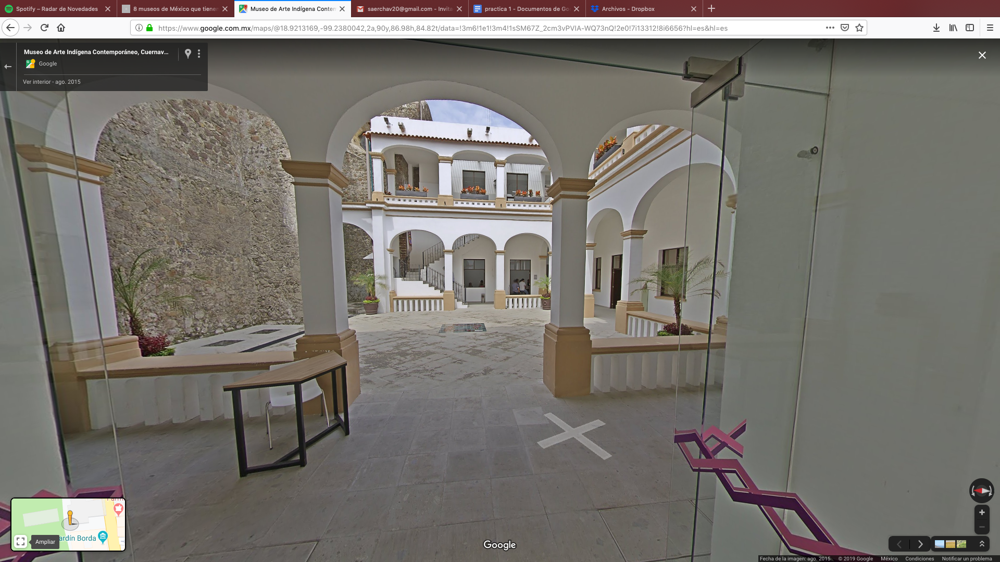 Spotify – Radar de Novedades
8 museos de México que tienen
Museo de Arte Indígena Contem
saerchav20@gmail.com - Invita
practica 1 - Documentos de Go
Archivos - Dropbox
https://www.google.com.mx/maps/@18.9213169,-99.2380042,2a,90y,86.98h,84.82t/data=!3m6!1e1!3m4!1sSM67Z_2cm3vPVIA-WQ73nQ!2e0!7i13312!8i6656?hl=es&hl=es
Museo de Arte Indígena Contemporáneo, Cuernav...
Google
Ver interior - ago. 2015
ardín Borda
Ampliar
Google
Fecha de la imagen: ago. 2015 © 2019 Google México Condiciones Notificar un problema